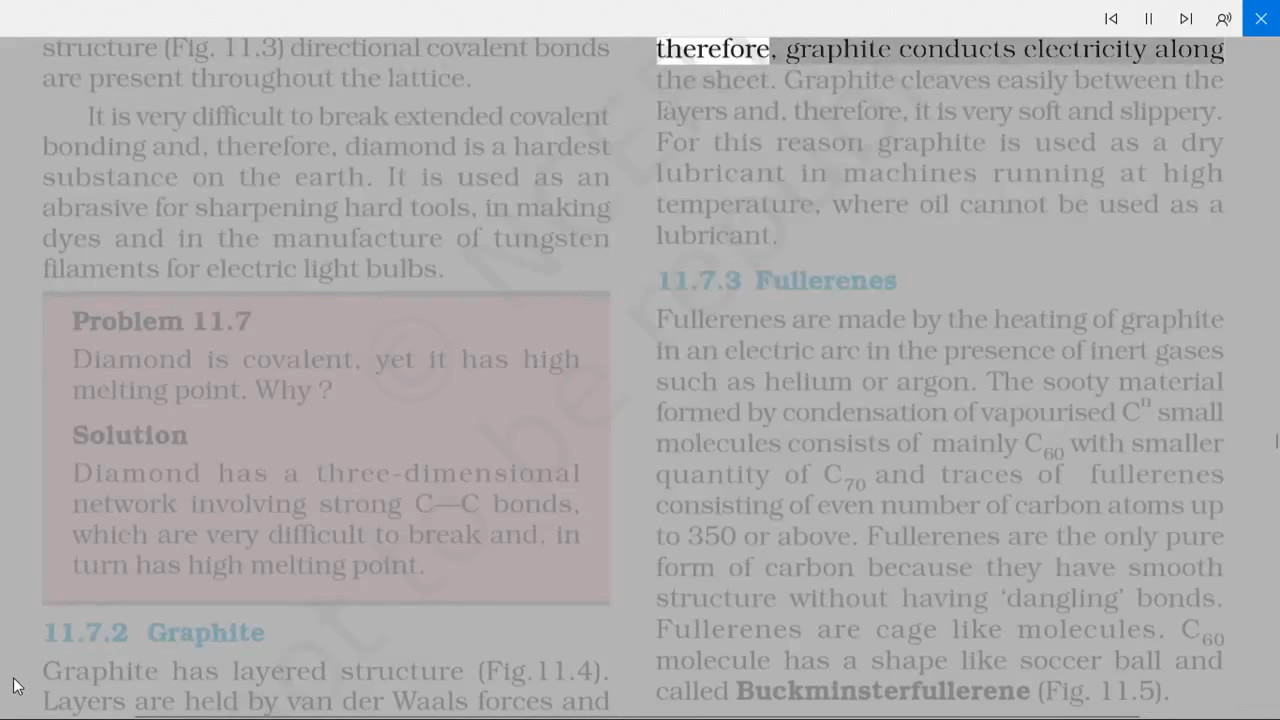 structure (Fig. 11.3) directional covalent bonds
are present throughout the lattice.
It is very difficult to break extended covalent
bonding and, therefore, diamond is a hardest
substance on the earth. It is used as an
abrasive for sharpening hard tools, in making
dyes and in the manufacture of tungsten
filaments for electric light bulbs.
Problem 11.7
Diamond is covalent, yet it has high
melting point. Why ?
Solution
Diamond has a three-dimensional
network involving strong C—C bonds,
which are very difficult to break and, in
turn has high melting point.
11.7.2 Graphite
Graphite has layered structure (Fig.11.4).
Layers are held by van der Waals forces and
therefore, graphite conducts electricity along
the sheet. Graphite cleaves easily between the
layers and, therefore, it is very soft and slippery.
For this reason graphite is used as a dry
lubricant in machines running at high
temperature, where oil cannot be used as a
lubricant.
11.7.3 Fullerenes
Fullerenes are made by the heating of graphite
in an electric arc in the presence of inert gases
such as helium or argon. The sooty material
formed by condensation of vapourised Cⁿ small
molecules consists of mainly C₆₀ with smaller
quantity of C₇₀ and traces of fullerenes
consisting of even number of carbon atoms up
to 350 or above. Fullerenes are the only pure
form of carbon because they have smooth
structure without having ‘dangling’ bonds.
Fullerenes are cage like molecules. C₆₀
molecule has a shape like soccer ball and
called Buckminsterfullerene (Fig. 11.5).